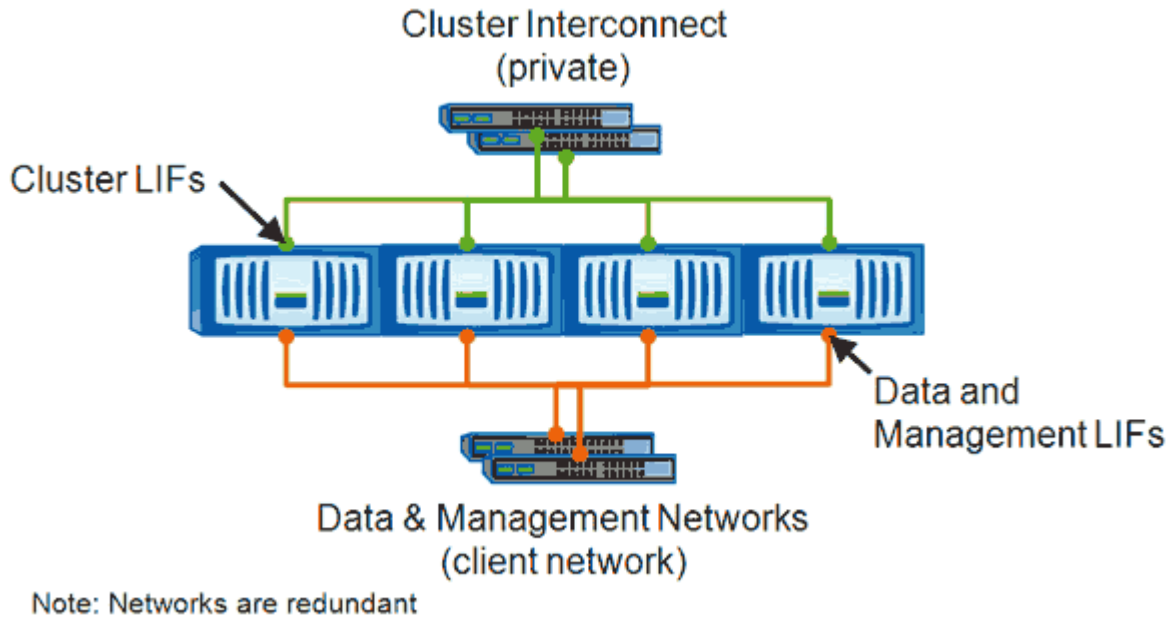 Cluster Interconnect
(private)
Cluster LIFs
Data and
Management LIFs
Data & Management Networks
(client network)
Note: Networks are redundant